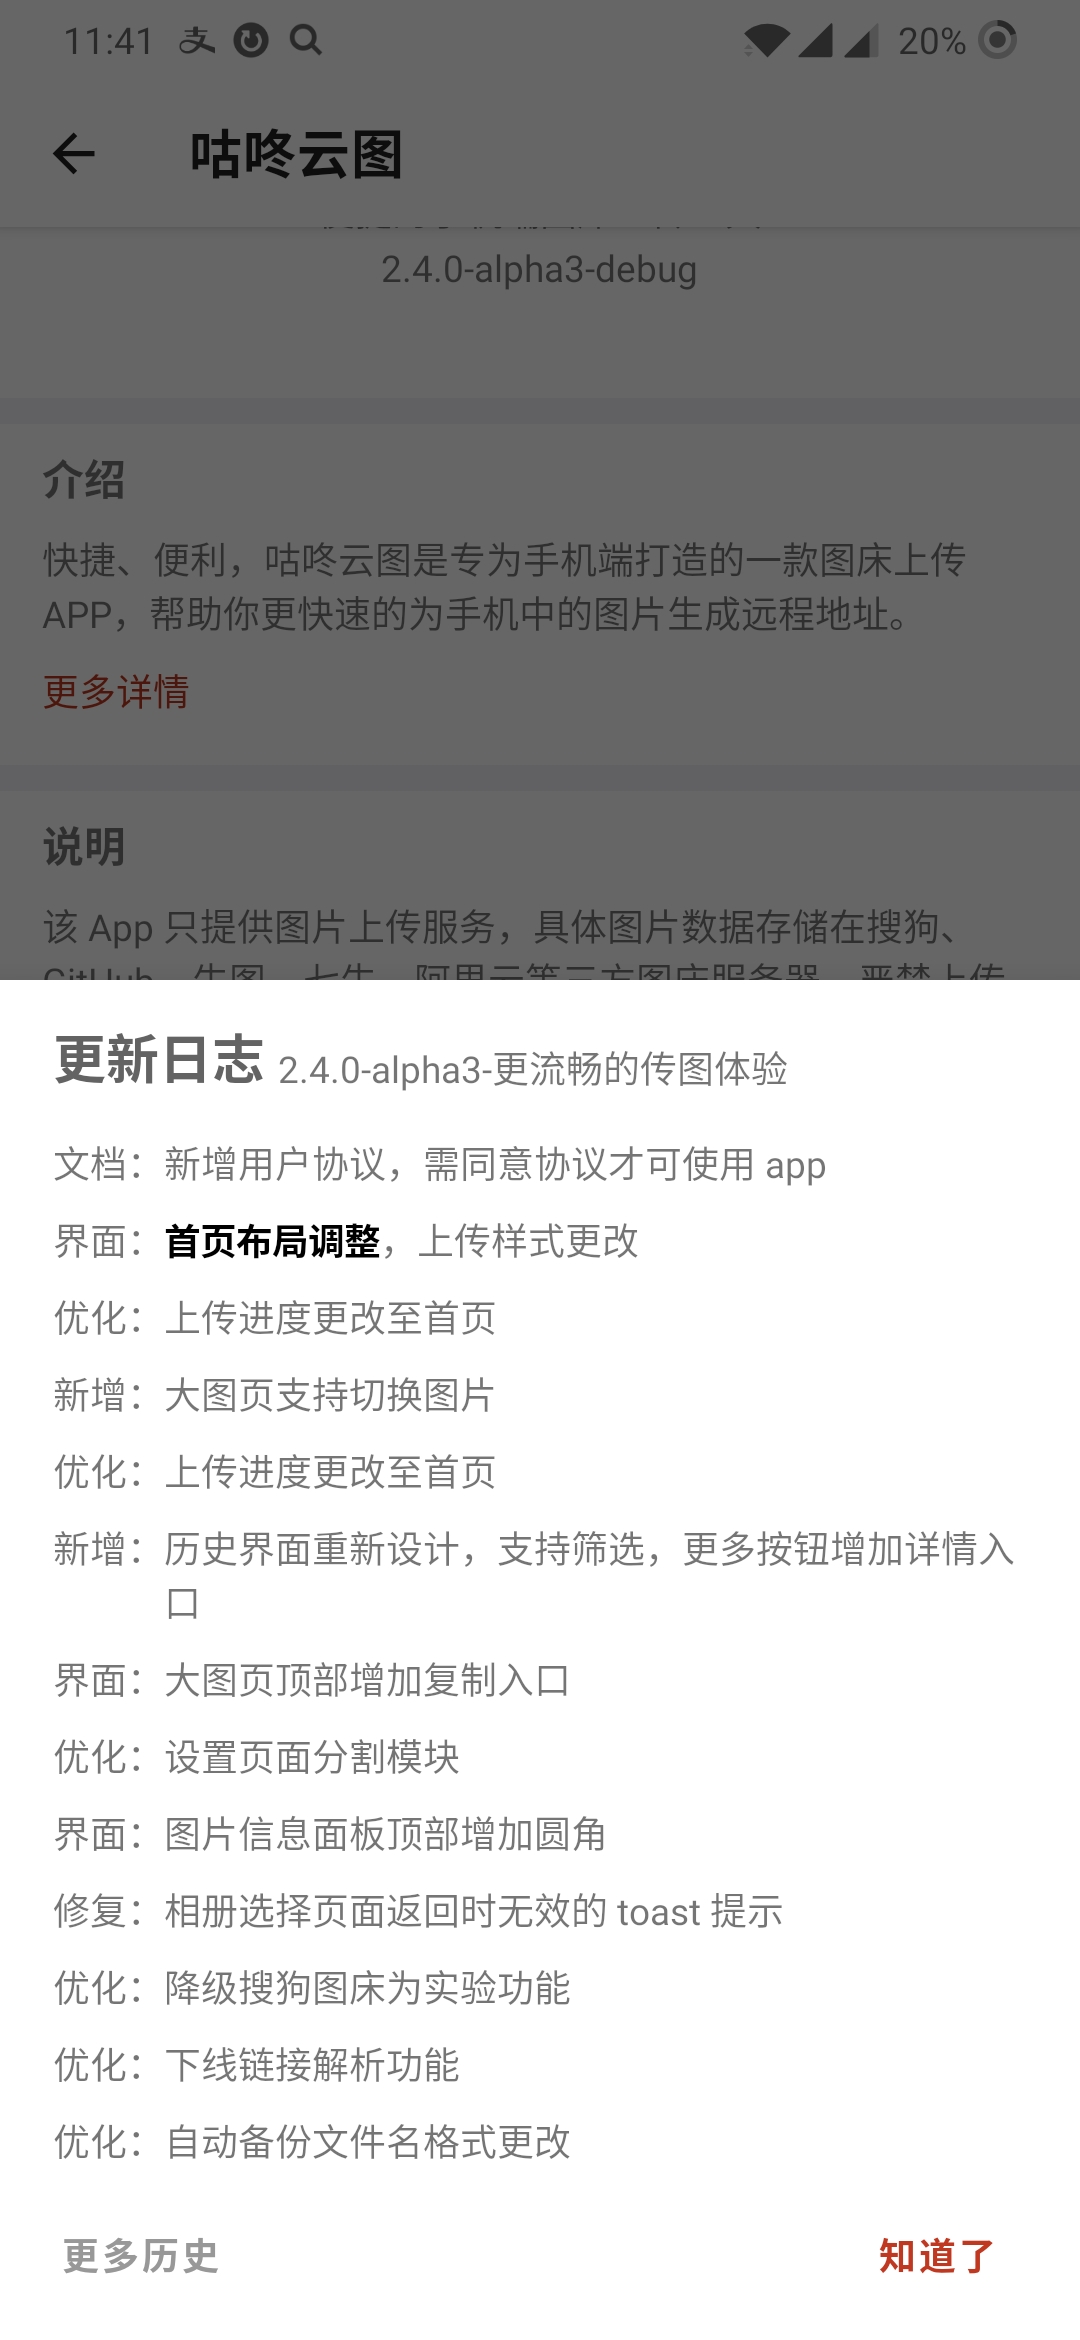 11:41
20%
咕咚云图
2.4.0-alpha3-debug
介绍
快捷、便利，咕咚云图是专为手机端打造的一款图床上传
APP，帮助你更快速的为手机中的图片生成远程地址。
更多详情
说明
该 App 只提供图片上传服务，具体图片数据存储在搜狗、
更新日志 2.4.0-alpha3-更流畅的传图体验
文档：新增用户协议，需同意协议才可使用 app
界面：首页布局调整，上传样式更改
优化：上传进度更改至首页
新增：大图页支持切换图片
优化：上传进度更改至首页
新增：历史界面重新设计，支持筛选，更多按钮增加详情入
口
界面：大图页顶部增加复制入口
优化：设置页面分割模块
界面：图片信息面板顶部增加圆角
修复：相册选择页面返回时无效的 toast 提示
优化：降级搜狗图床为实验功能
优化：下线链接解析功能
优化：自动备份文件名格式更改
更多历史
知道了